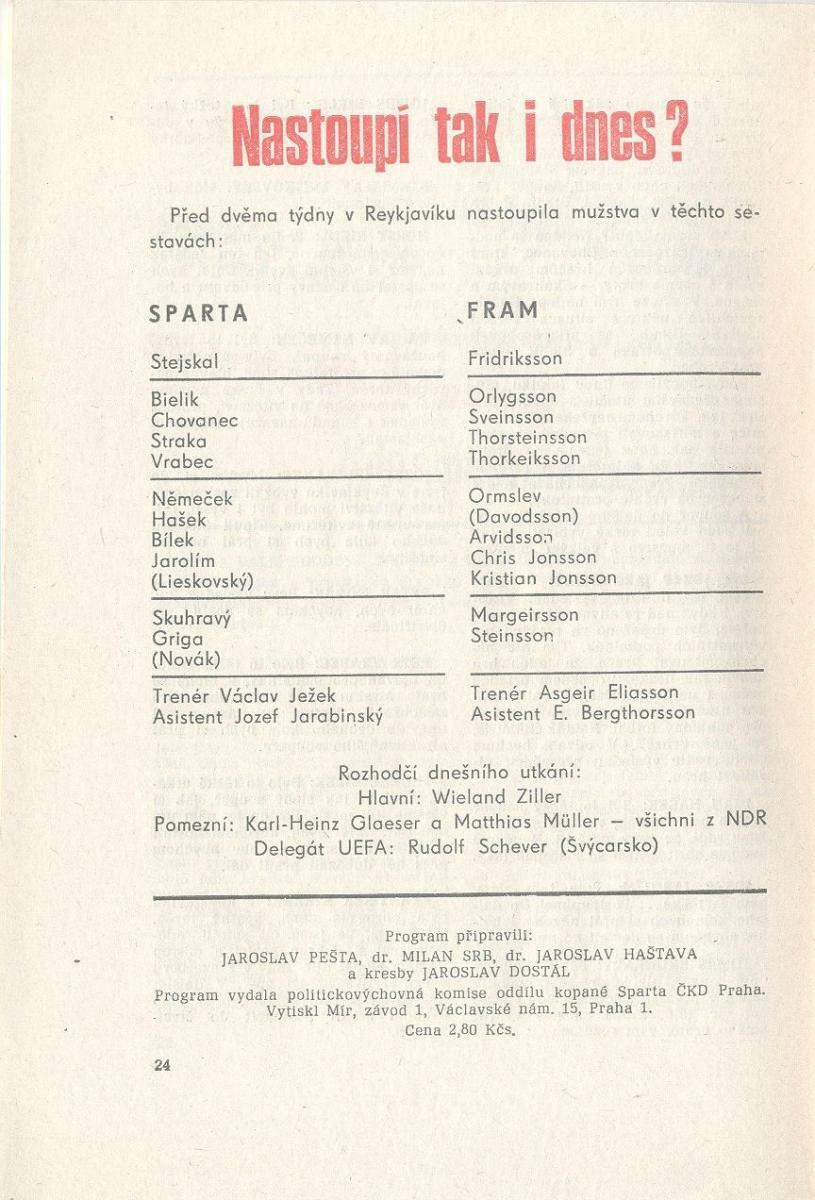 Nastoupí tak i dnes?
Před dvěma týdny v Reykjavíku nastoupila mužstva v těchto se-
stavách:
SPARTA
Stejskal
Bielik
Chovanec
Straka
Vrabec
Němeček
Hašek
Bílek
Jarolím
(Lieskovský)
Skuhravý
Griga
(Novák)
Trenér Václav Ježek
Asistent Jozef Jarabinský
FRAM
Fridriksson
Orlygsson
Sveinsson
Thorsteinsson
Thorkeiksson
Ormslev
(Davodsson)
Arvidsson
Chris Jonsson
Kristian Jonsson
Margeirsson
Steinsson
Trenér Asgeir Eliasson
Asistent E. Bergthorsson
Rozhodčí dnešního utkání:
Hlavní: Wieland Ziller
Pomezní: Karl-Heinz Glaeser a Matthias Müller — všichni z NDR
Delegát UEFA: Rudolf Schever (Švýcarsko)
Program připravili:
JAROSLAV PEŠTA, dr. MILAN SRB, dr. JAROSLAV HAŠTAVA
a kresby JAROSLAV DOSTÁL
Program vydala politickovýchovná komise oddílu kopané Sparta ČKD Praha.
Vytiskl Mír, závod 1, Václavské nám. 15, Praha 1.
Cena 2,80 Kčs.
24